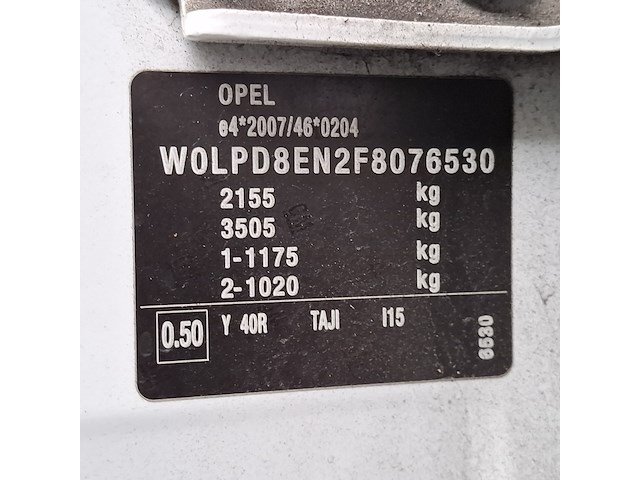 OPEL
e4*2007/46*0204
W0LPD8EN2F8076530
2155 kg
3505 kg
1-1175 kg
2-1020 kg
0.50 Y 40R TAJI I15
6530